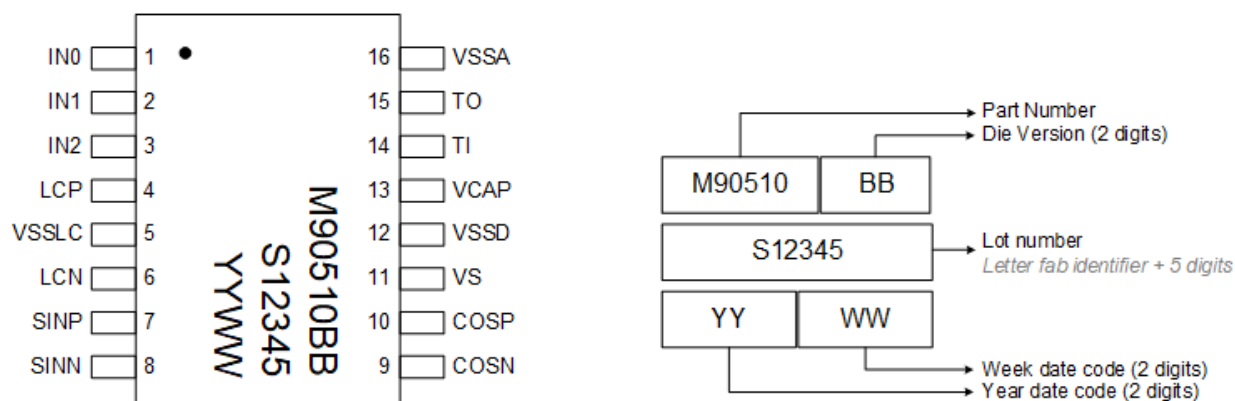 IN0 1 16 VSSA
IN1 2 15 TO
IN2 3 14 TI
LCP 4 13 VCAP
VSSLC 5 12 VSSD
LCN 6 11 VS
SINP 7 10 COSP
SINN 8 9 COSN
M90510BB
S12345
YYWW
Part Number
Die Version (2 digits)
M90510 BB
S12345
Lot number
Letter fab identifier + 5 digits
YY WW
Week date code (2 digits)
Year date code (2 digits)